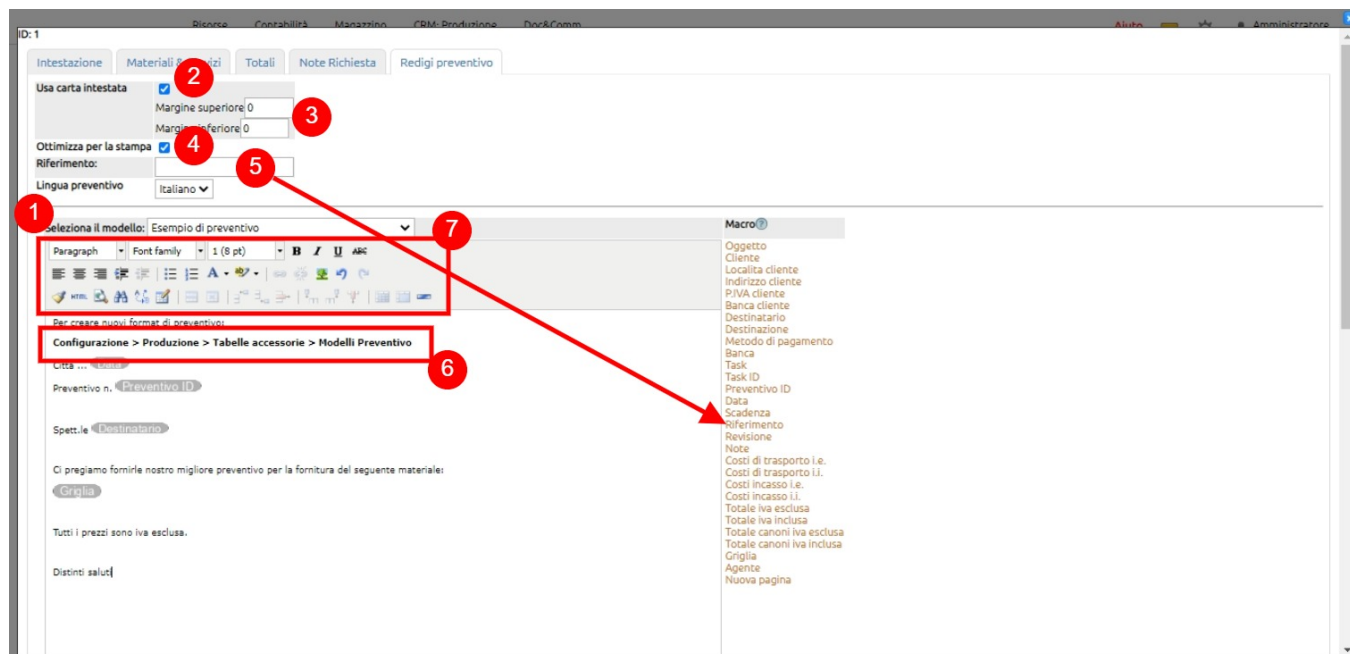 Risorse Contabilità Magazzino CRM: Produzione Doc&Comm Aiuto Amministratore
ID: 1
Intestazione Materiali & Servizi Totali Note Richiesta Redigi preventivo
2
Usa carta intestata
Margine superiore 0
3
Margine inferiore 0
Ottimizza per la stampa 4
Riferimento: 5
Lingua preventivo Italiano
1
Seleziona il modello: Esempio di preventivo
7
Paragraph Font family 1 (8 pt) B I U ABC
A
HTML
Per creare nuovi format di preventivo:
Configurazione > Produzione > Tabelle accessorie > Modelli Preventivo
6
Città ... Data
Preventivo n. Preventivo ID
Spett.le Destinatario
Ci pregiamo fornirle nostro migliore preventivo per la fornitura del seguente materiale:
Griglia
Tutti i prezzi sono iva esclusa.
Distinti saluti
Macro ?
Oggetto
Cliente
Localita cliente
Indirizzo cliente
P.IVA cliente
Banca cliente
Destinatario
Destinazione
Metodo di pagamento
Banca
Task
Task ID
Preventivo ID
Data
Scadenza
Riferimento
Revisione
Note
Costi di trasporto i.e.
Costi di trasporto i.i.
Costi incasso i.e.
Costi incasso i.i.
Totale iva esclusa
Totale iva inclusa
Totale canoni iva esclusa
Totale canoni iva inclusa
Griglia
Agente
Nuova pagina